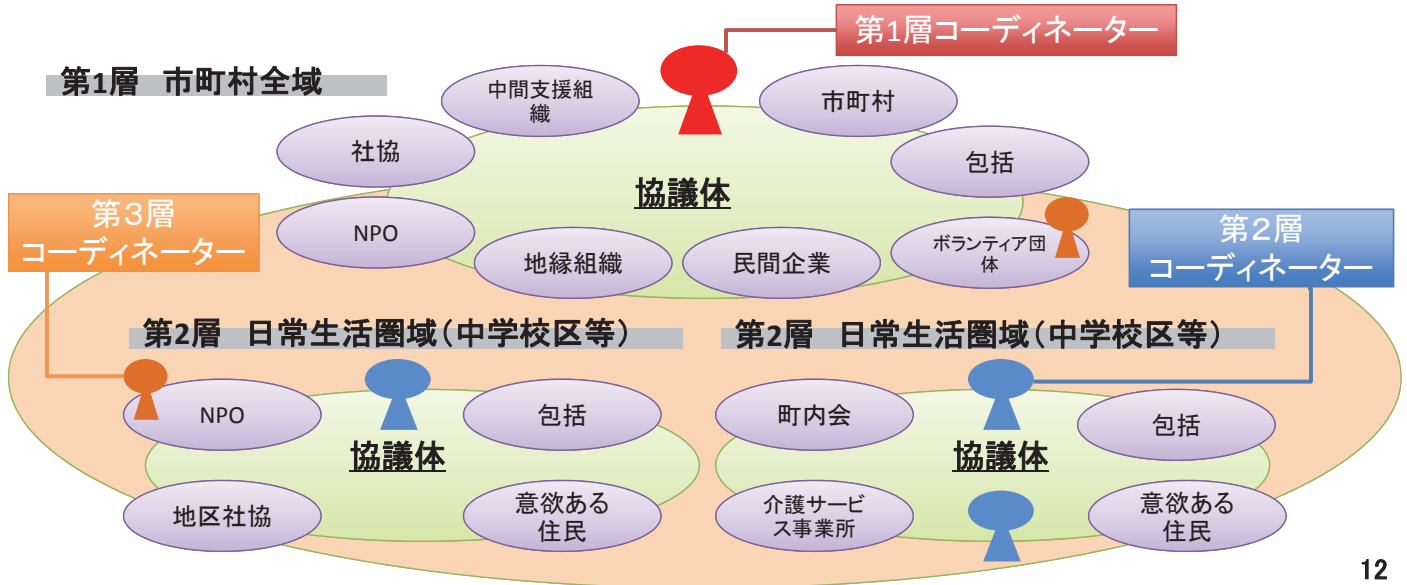 第1層コーディネーター
第1層　市町村全域
中間支援組
織
市町村
社協
包括
協議体
第３層
コーディネーター
NPO
ボランティア団
体
第２層
コーディネーター
地縁組織
民間企業
第2層　日常生活圏域（中学校区等）
第2層　日常生活圏域（中学校区等）
NPO
包括
町内会
包括
協議体
協議体
地区社協
意欲ある
住民
介護サービ
ス事業所
意欲ある
住民
12